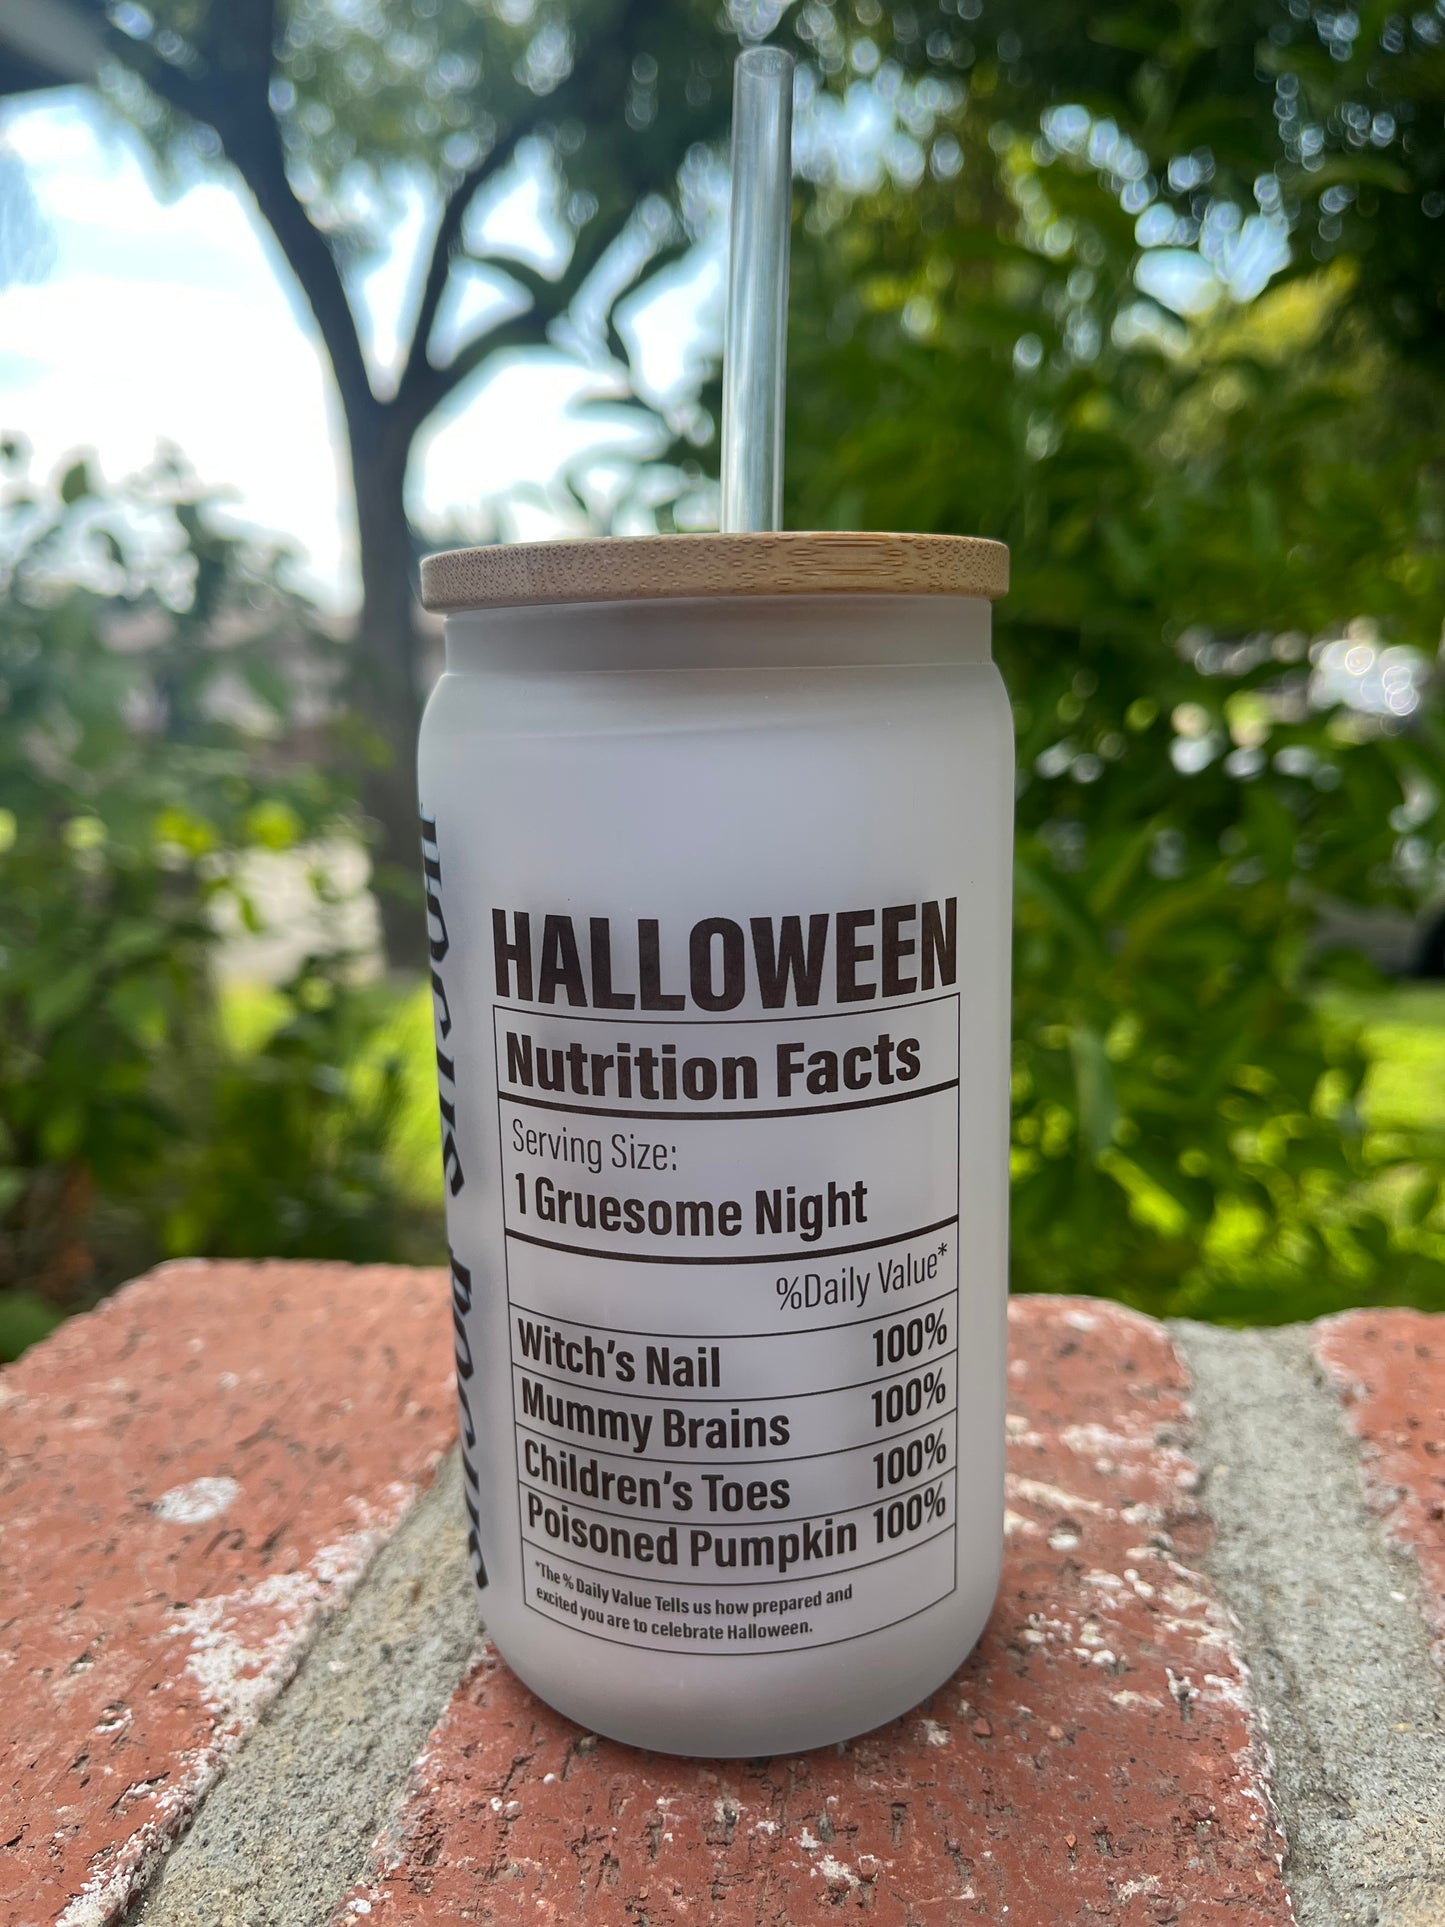 HALLOWEEN
Nutrition Facts
Serving Size:
1 Gruesome Night
%Daily Value*
Witch's Nail 100%
Mummy Brains 100%
Children's Toes 100%
Poisoned Pumpkin 100%
*The % Daily Value Tells us how prepared and
excited you are to celebrate Halloween.